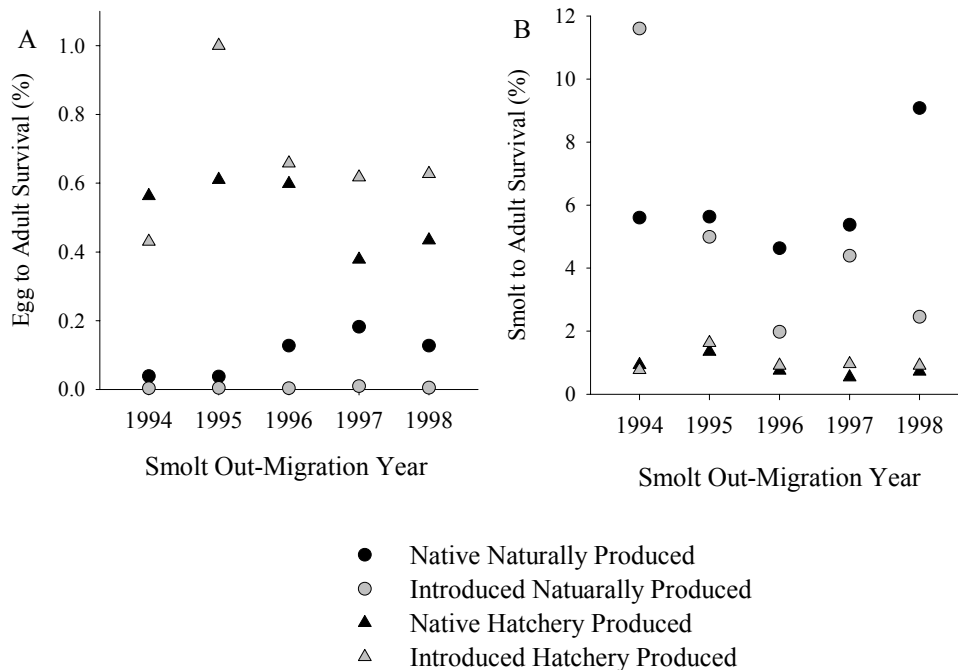 A
Egg to Adult Survival (%)
1.0
0.8
0.6
0.4
0.2
0.0
1994 1995 1996 1997 1998
Smolt Out-Migration Year
B
Smolt to Adult Survival (%)
12
10
8
6
4
2
0
1994 1995 1996 1997 1998
Smolt Out-Migration Year
Native Naturally Produced
Introduced Natuarally Produced
Native Hatchery Produced
Introduced Hatchery Produced